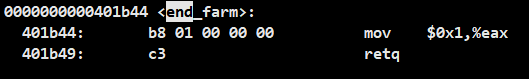 0000000000401b44 <end_farm>:
401b44: b8 01 00 00 00 mov $0x1,%eax
401b49: c3 retq